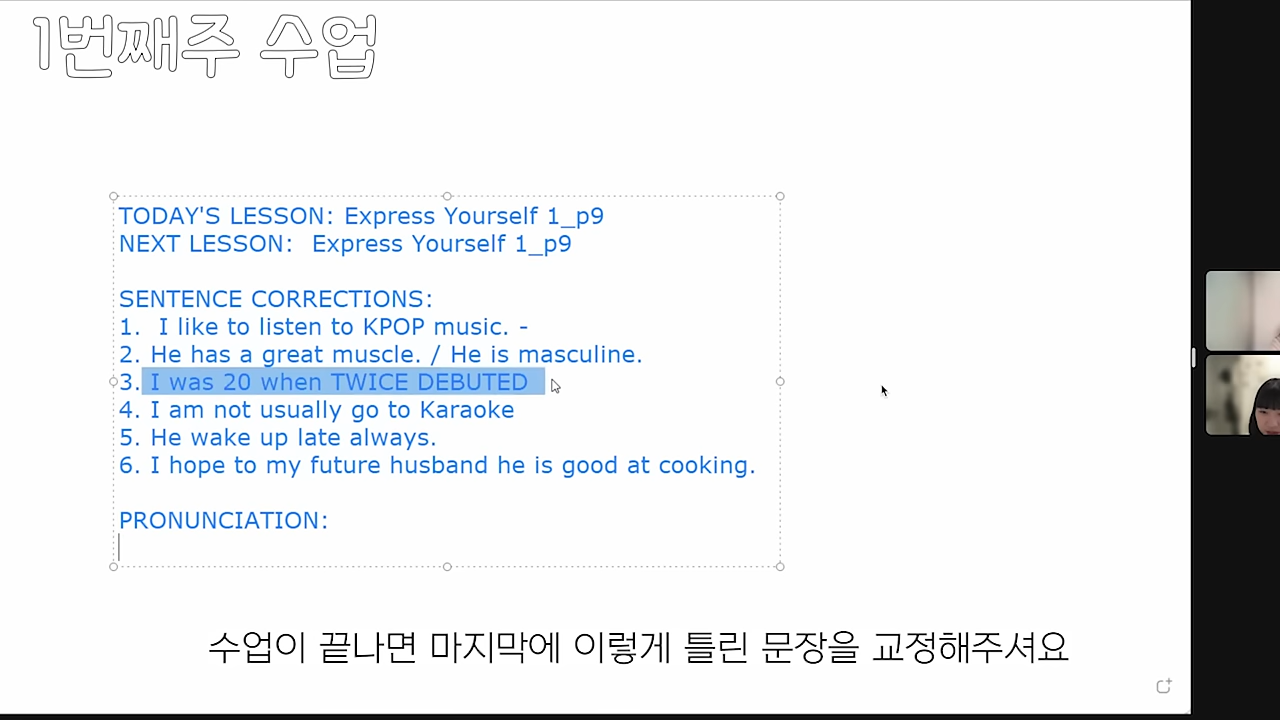 1번째주 수업
TODAY'S LESSON: Express Yourself 1_p9
NEXT LESSON: Express Yourself 1_p9
SENTENCE CORRECTIONS:
1. I like to listen to KPOP music. -
2. He has a great muscle. / He is masculine.
3. I was 20 when TWICE DEBUTED
4. I am not usually go to Karaoke
5. He wake up late always.
6. I hope to my future husband he is good at cooking.
PRONUNCIATION:
수업이 끝나면 마지막에 이렇게 틀린 문장을 교정해주셔요